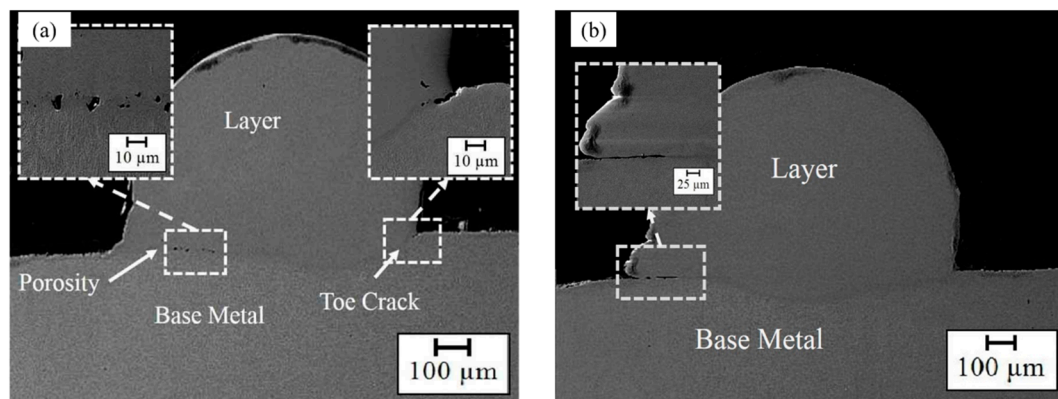 (a)
10 µm
Layer
10 µm
Porosity
Toe Crack
Base Metal
100 µm
(b)
25 µm
Layer
Base Metal
100 µm